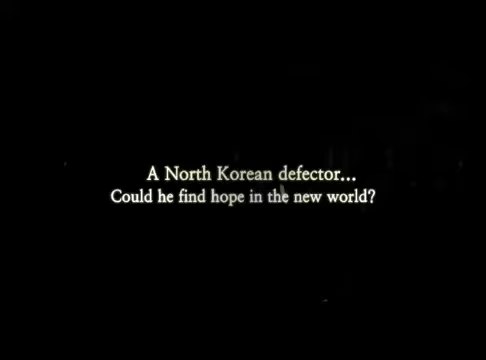 A North Korean defector...
Could he find hope in the new world?